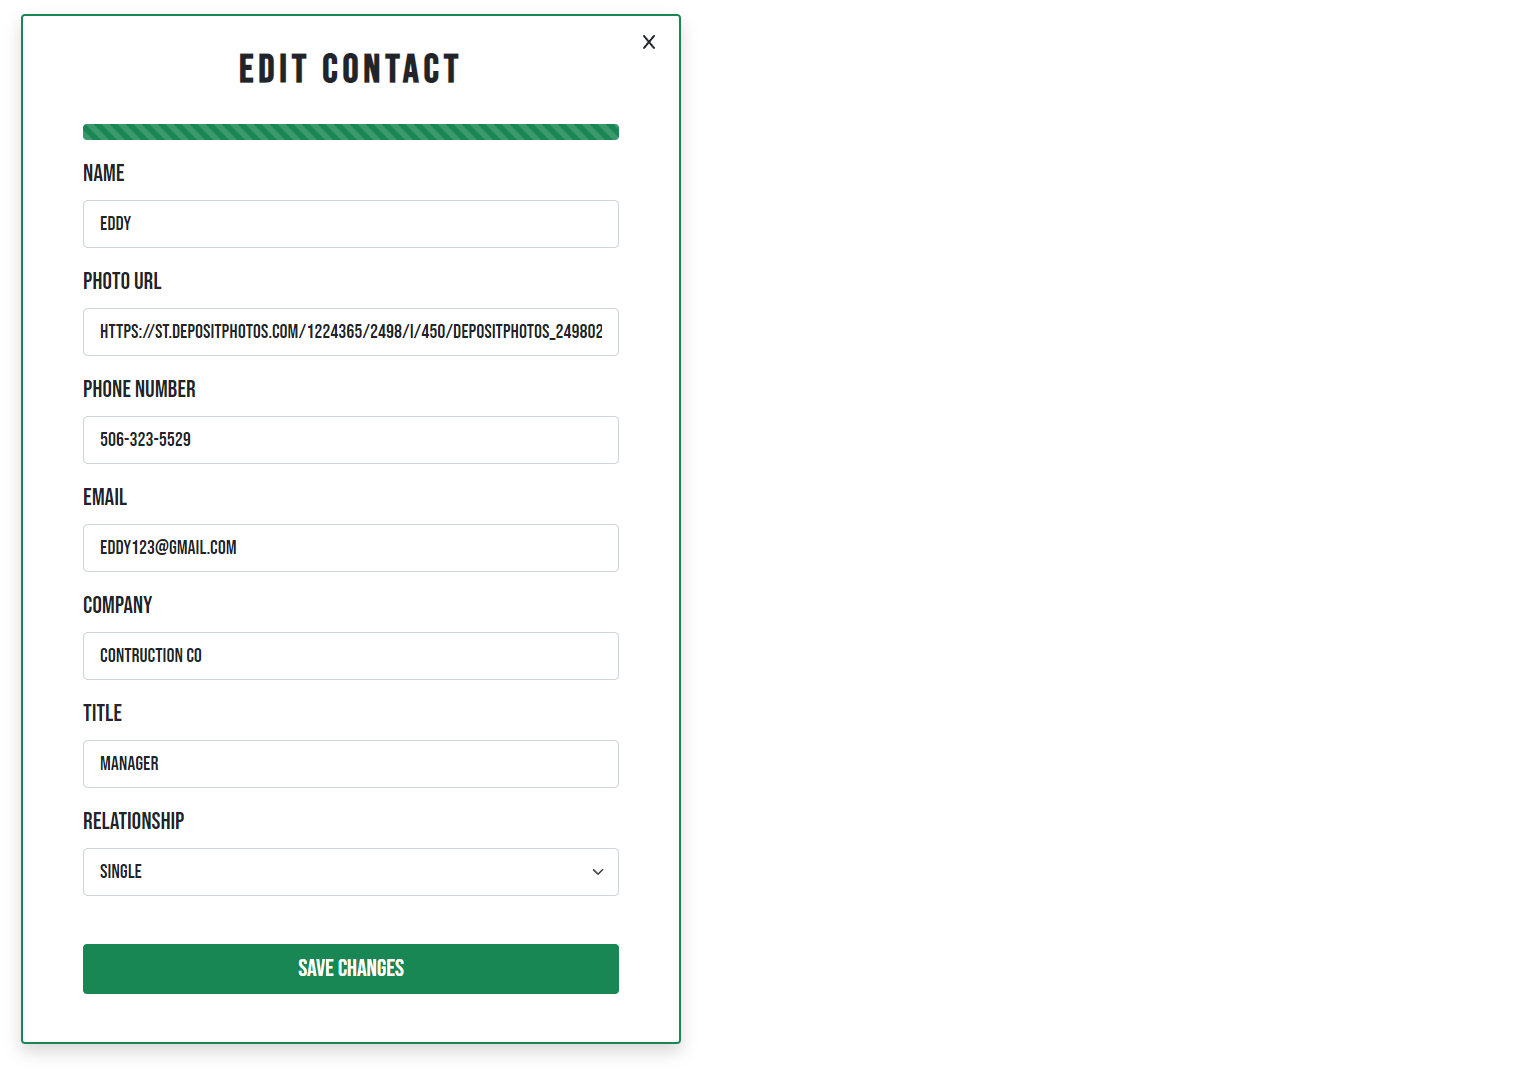 X
EDIT CONTACT
NAME
EDDY
PHOTO URL
HTTPS://ST.DEPOSITPHOTOS.COM/1224365/2498/I/450/DEPOSITPHOTOS_249802
PHONE NUMBER
506-323-5529
EMAIL
EDDY123@GMAIL.COM
COMPANY
CONTRUCTION CO
TITLE
MANAGER
RELATIONSHIP
SINGLE
SAVE CHANGES